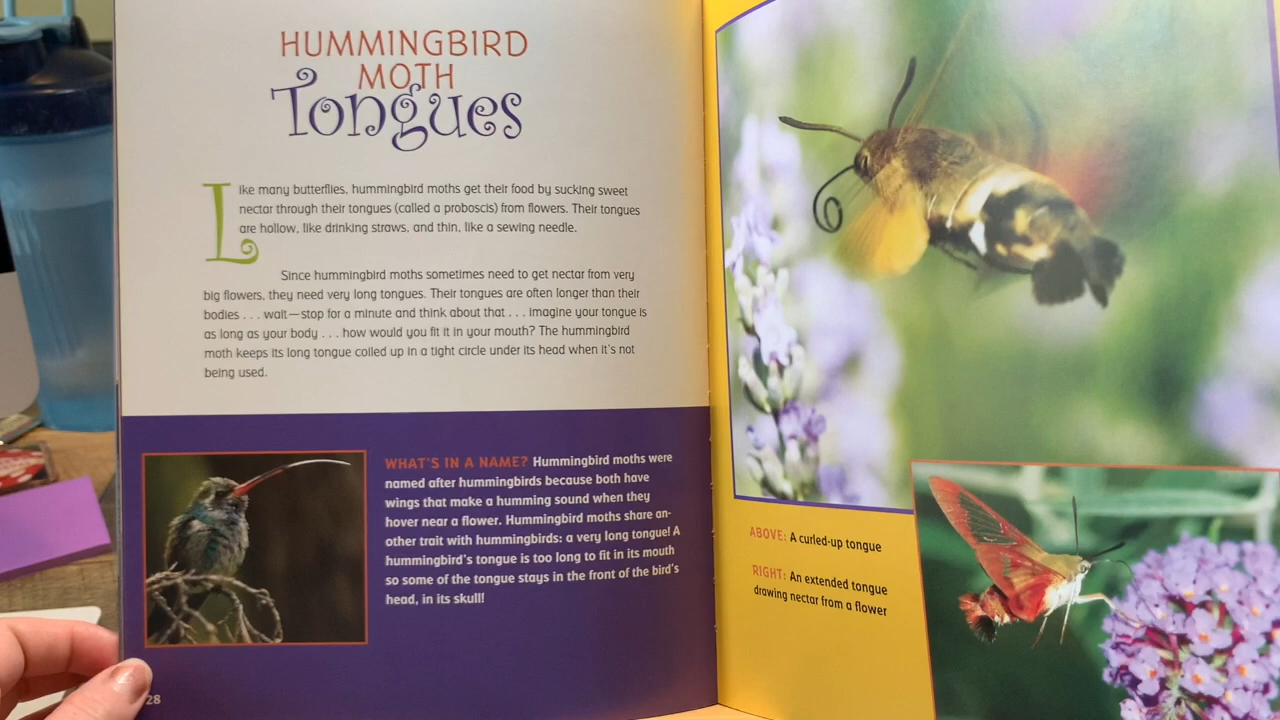 HUMMINGBIRD
MOTH
Tongues
Like many butterflies, hummingbird moths get their food by sucking sweet
nectar through their tongues (called a proboscis) from flowers. Their tongues
are hollow, like drinking straws, and thin, like a sewing needle.
Since hummingbird moths sometimes need to get nectar from very
big flowers, they need very long tongues. Their tongues are often longer than their
bodies . . . wait—stop for a minute and think about that . . . imagine your tongue is
as long as your body . . . how would you fit it in your mouth? The hummingbird
moth keeps its long tongue coiled up in a tight circle under its head when it's not
being used.
WHAT'S IN A NAME? Hummingbird moths were
named after hummingbirds because both have
wings that make a humming sound when they
hover near a flower. Hummingbird moths share an-
other trait with hummingbirds: a very long tongue! A
hummingbird's tongue is too long to fit in its mouth
so some of the tongue stays in the front of the bird's
head, in its skull!
28
ABOVE: A curled-up tongue
RIGHT: An extended tongue
drawing nectar from a flower